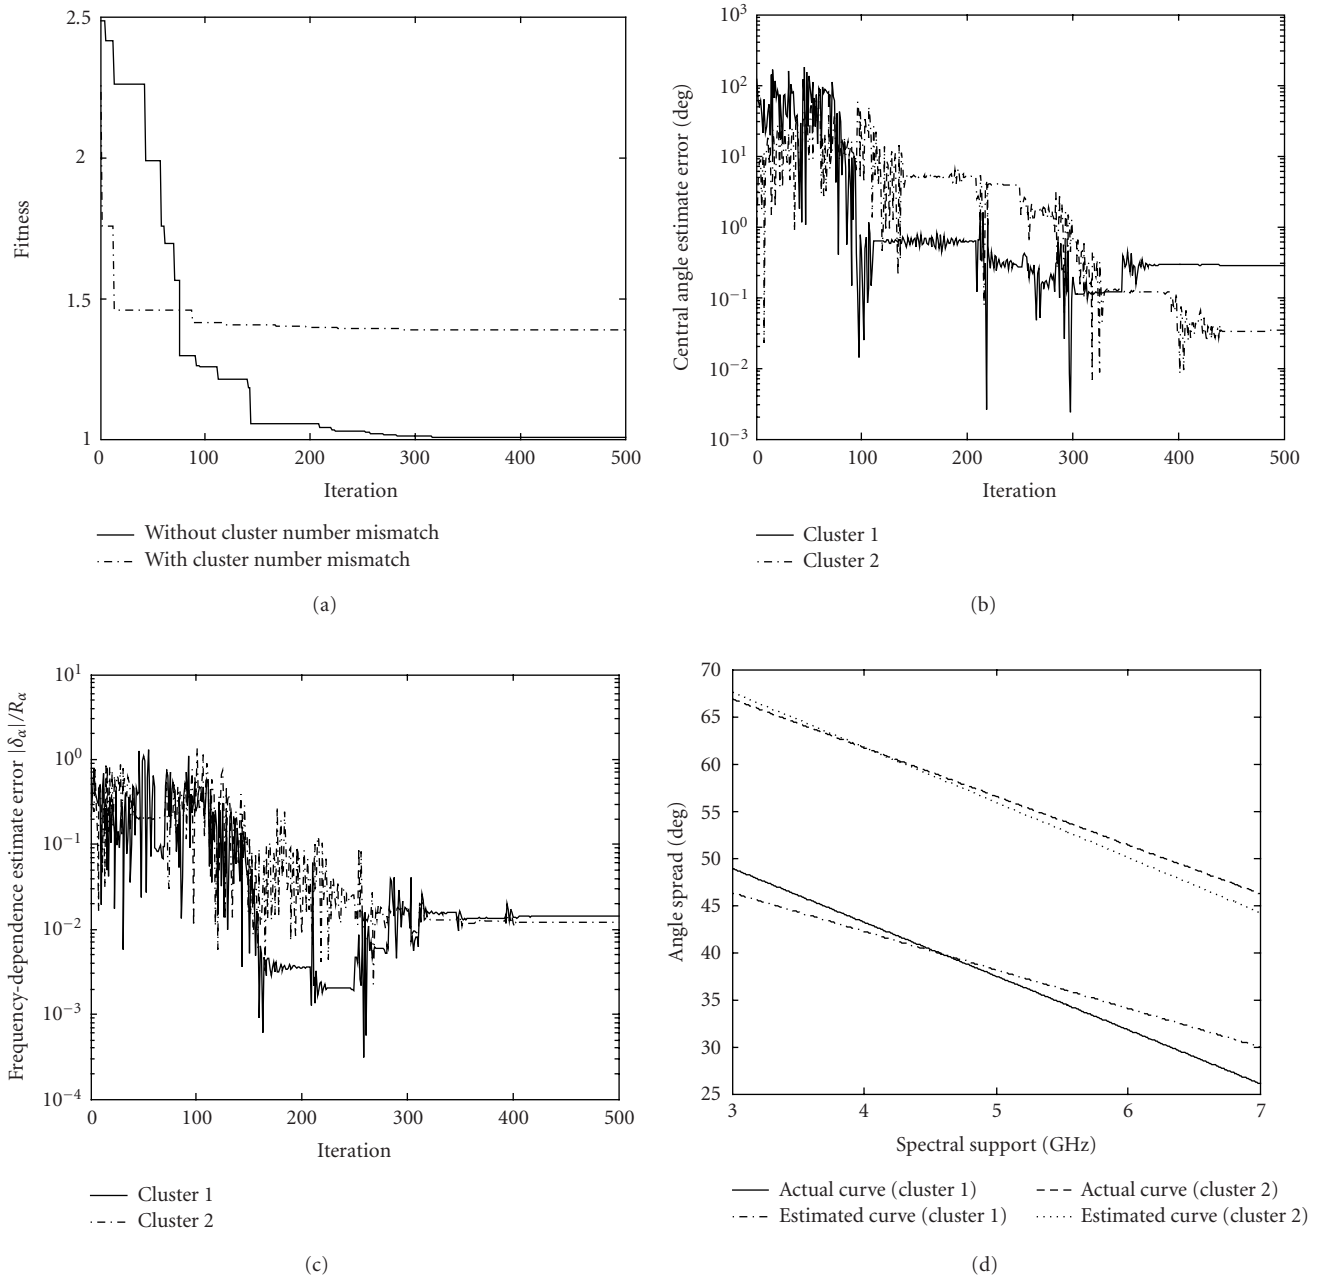 2.5
2
1.5
1
Fitness
0 100 200 300 400 500
Iteration
Without cluster number mismatch
With cluster number mismatch
(a)
10³
10²
10¹
10⁰
10⁻¹
10⁻²
10⁻³
Central angle estimate error (deg)
0 100 200 300 400 500
Iteration
Cluster 1
Cluster 2
(b)
10¹
10⁰
10⁻¹
10⁻²
10⁻³
10⁻⁴
Frequency-dependence estimate error |δα|/Rα
0 100 200 300 400 500
Iteration
Cluster 1
Cluster 2
(c)
70
65
60
55
50
45
40
35
30
25
Angle spread (deg)
3 4 5 6 7
Spectral support (GHz)
Actual curve (cluster 1)
Estimated curve (cluster 1)
Actual curve (cluster 2)
Estimated curve (cluster 2)
(d)